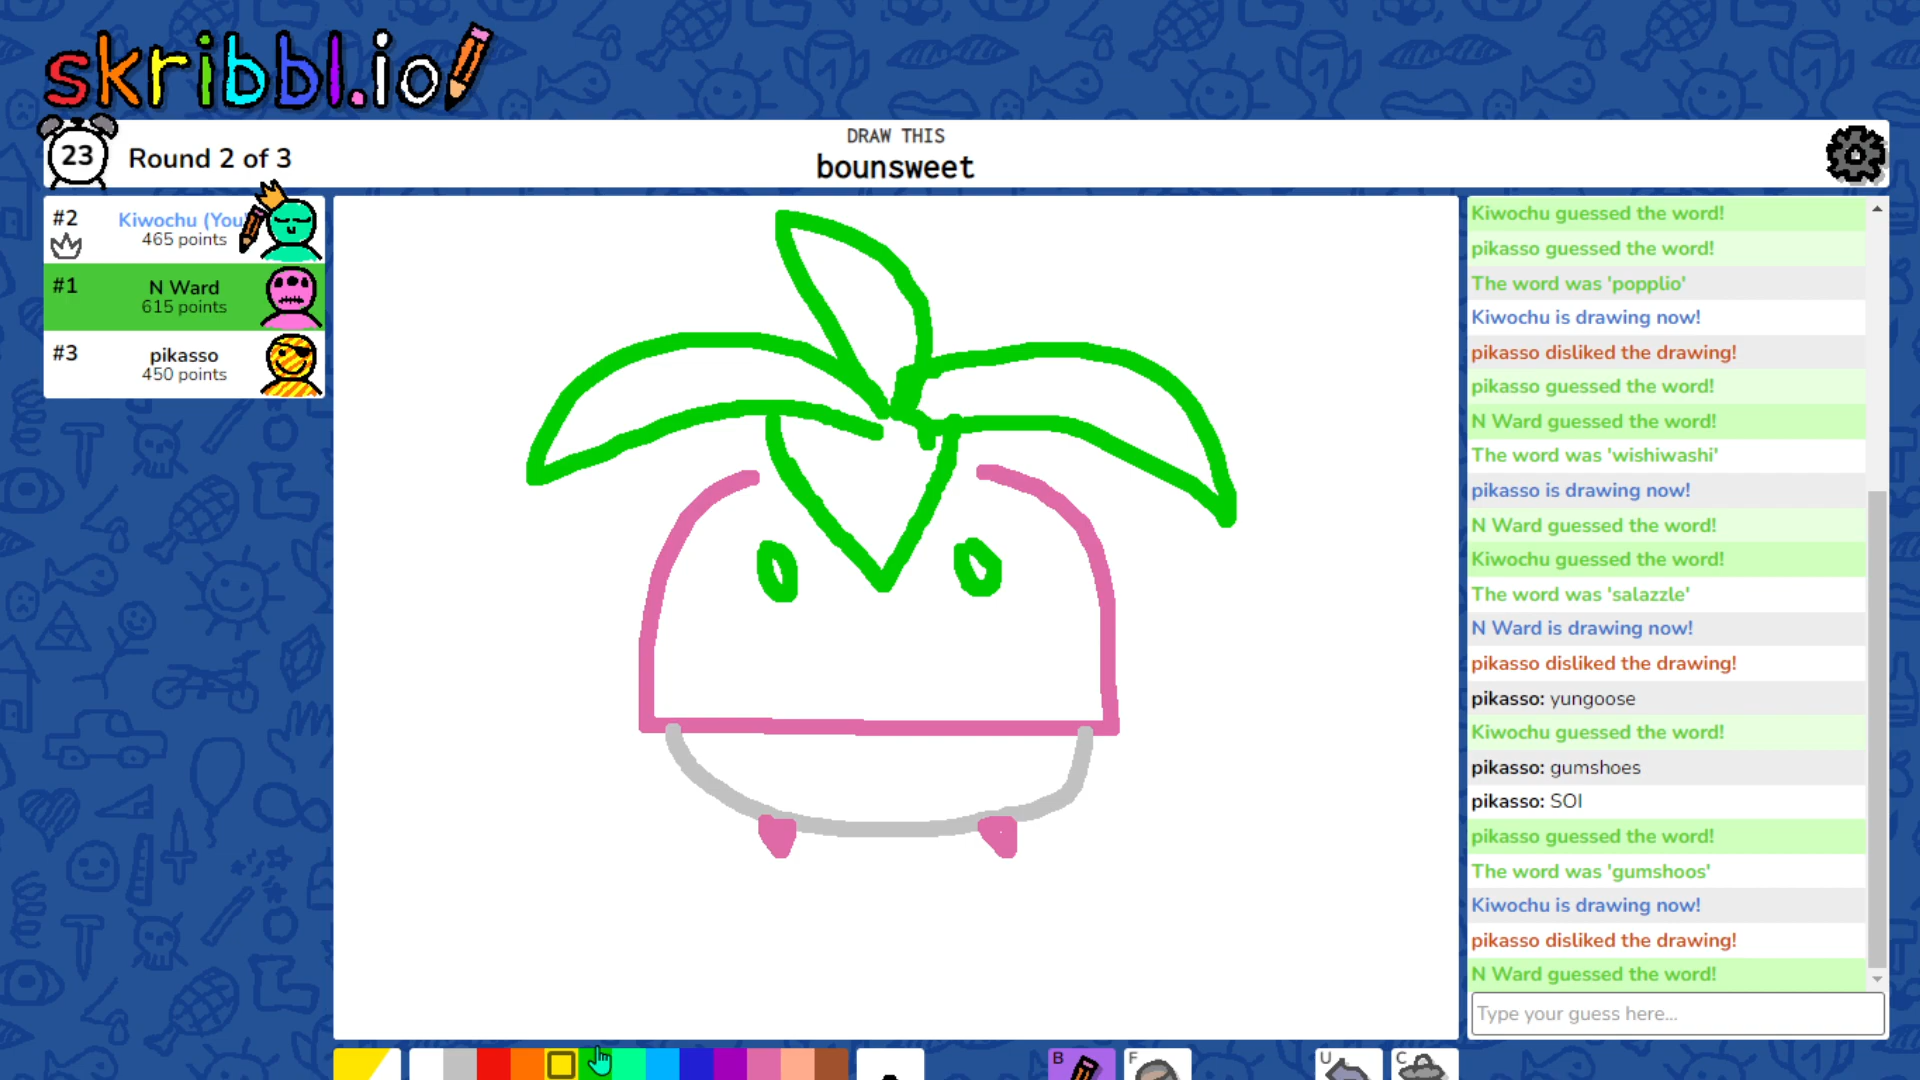 skribbl.io
23
Round 2 of 3
DRAW THIS
bounsweet
#2
Kiwochu (You
465 points
#1
N Ward
615 points
#3
pikasso
450 points
Kiwochu guessed the word!
pikasso guessed the word!
The word was 'popplio'
Kiwochu is drawing now!
pikasso disliked the drawing!
pikasso guessed the word!
N Ward guessed the word!
The word was 'wishiwashi'
pikasso is drawing now!
N Ward guessed the word!
Kiwochu guessed the word!
The word was 'salazzle'
N Ward is drawing now!
pikasso disliked the drawing!
pikasso: yungoose
Kiwochu guessed the word!
pikasso: gumshoes
pikasso: SOI
pikasso guessed the word!
The word was 'gumshoos'
Kiwochu is drawing now!
pikasso disliked the drawing!
N Ward guessed the word!
Type your guess here...
B
F
U
C